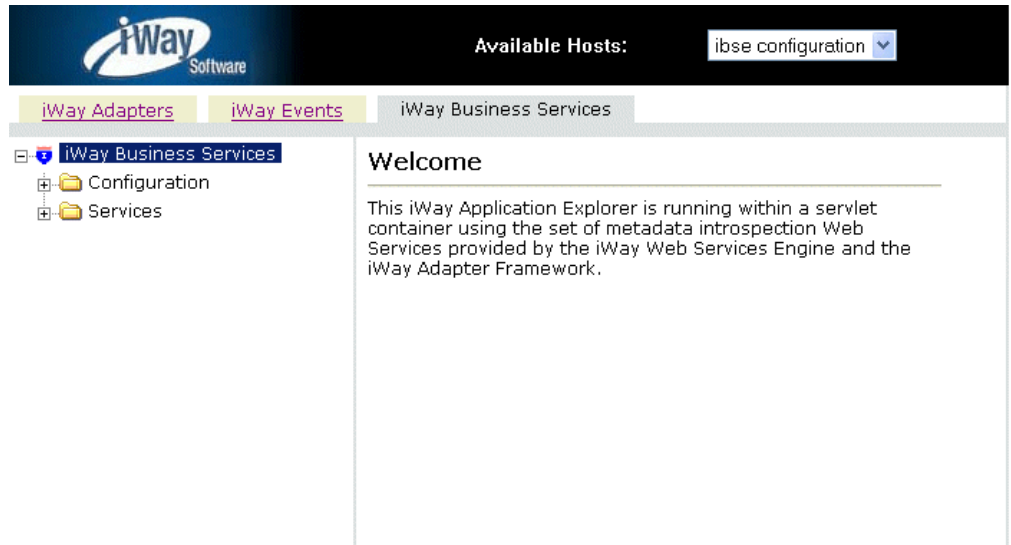 iWay
Software
Available Hosts:
ibse configuration
iWay Adapters
iWay Events
iWay Business Services
iWay Business Services
Configuration
Services
Welcome
This iWay Application Explorer is running within a servlet
container using the set of metadata introspection Web
Services provided by the iWay Web Services Engine and the
iWay Adapter Framework.